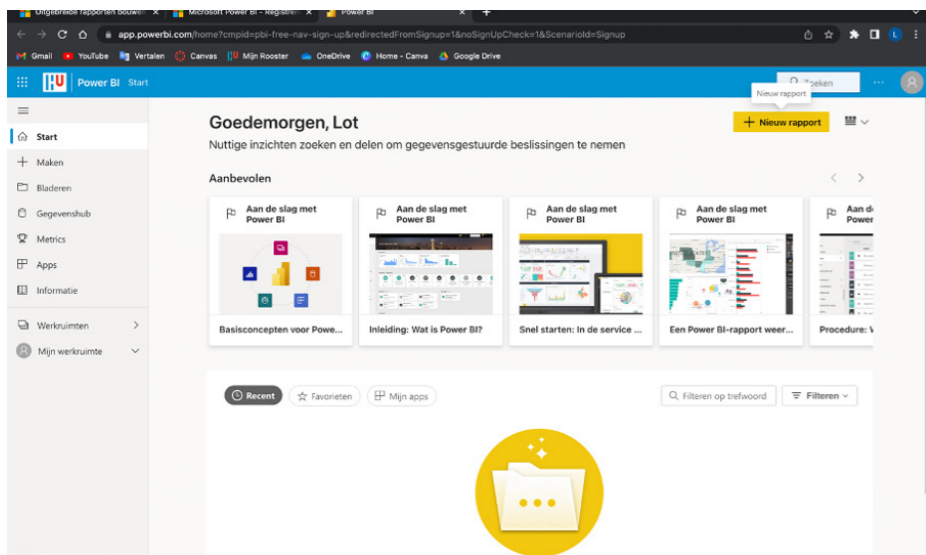 Uitgebreide rapporten bouwen
Microsoft Power BI - Registrer
Power BI
app.powerbi.com/home?cmpid=pbi-free-nav-sign-up&redirectedFromSignup=1&noSignUpCheck=1&ScenarioId=Signup
L
Gmail YouTube Vertalen Canvas Mijn Rooster OneDrive Home - Canva Google Drive
HU Power BI Start
Zoeken
Nieuw rapport
Goedemorgen, Lot
+ Nieuw rapport
Nuttige inzichten zoeken en delen om gegevensgestuurde beslissingen te nemen
Start
Maken
Bladeren
Gegevenshub
Metrics
Apps
Informatie
Werkruimten
Mijn werkruimte
Aanbevolen
Aan de slag met
Power BI
Basisconcepten voor Powe...
Aan de slag met
Power BI
Inleiding: Wat is Power BI?
Aan de slag met
Power BI
Snel starten: In de service ...
Aan de slag met
Power BI
Een Power BI-rapport weer...
Aan d
Power
Procedure: V
Recent
Favorieten
Mijn apps
Filteren op trefwoord
Filteren